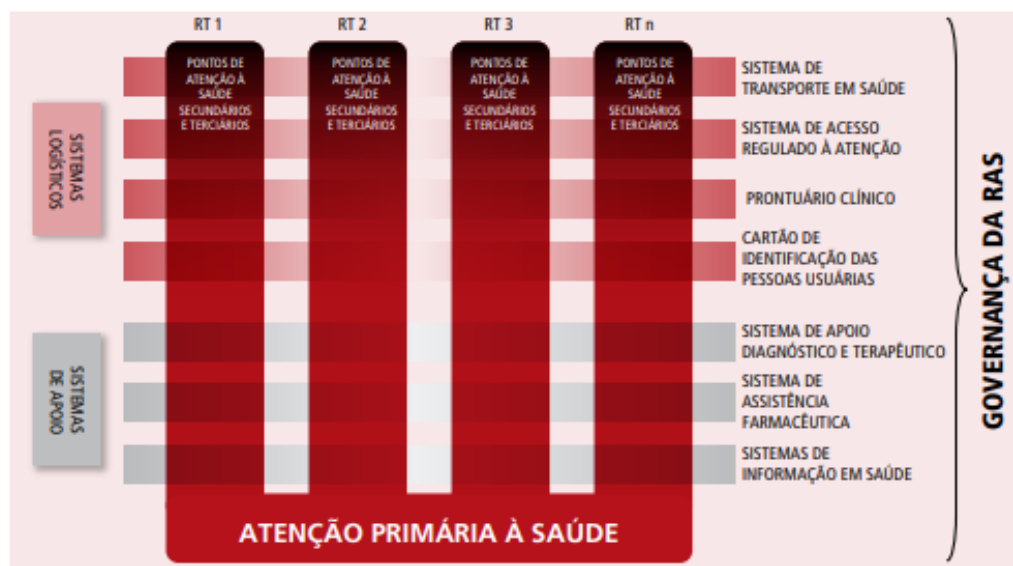 RT 1
RT 2
RT 3
RT n
PONTOS DE
ATENÇÃO À
SAÚDE
SECUNDÁRIOS
E TERCIÁRIOS
PONTOS DE
ATENÇÃO À
SAÚDE
SECUNDÁRIOS
E TERCIÁRIOS
PONTOS DE
ATENÇÃO À
SAÚDE
SECUNDÁRIOS
E TERCIÁRIOS
PONTOS DE
ATENÇÃO À
SAÚDE
SECUNDÁRIOS
E TERCIÁRIOS
SISTEMAS
LOGÍSTICOS
SISTEMA DE
TRANSPORTE EM SAÚDE
SISTEMA DE ACESSO
REGULADO À ATENÇÃO
PRONTUÁRIO CLÍNICO
CARTÃO DE
IDENTIFICAÇÃO DAS
PESSOAS USUÁRIAS
SISTEMAS
DE APOIO
SISTEMA DE APOIO
DIAGNÓSTICO E TERAPÊUTICO
SISTEMA DE
ASSISTÊNCIA
FARMACÊUTICA
SISTEMAS DE
INFORMAÇÃO EM SAÚDE
GOVERNANÇA DA RAS
ATENÇÃO PRIMÁRIA À SAÚDE